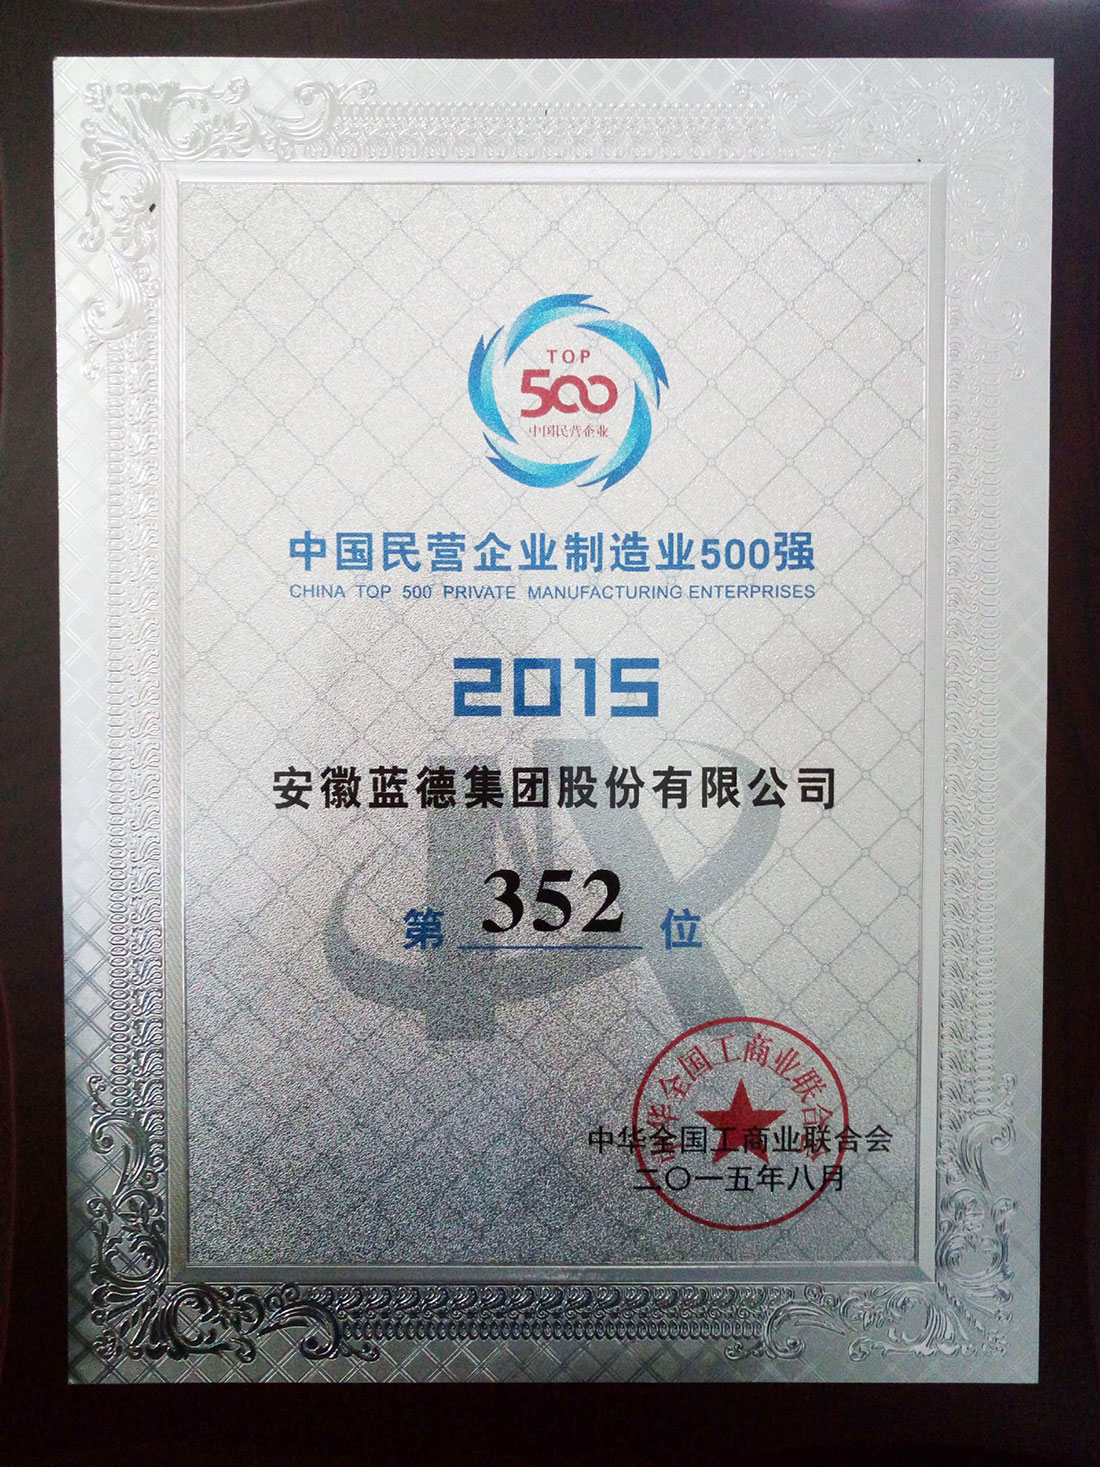 TOP
500
中国民营企业
中国民营企业制造业500强
CHINA TOP 500 PRIVATE MANUFACTURING ENTERPRISES
2015
安徽蓝德集团股份有限公司
第 352 位
中华全国工商业联合会
中华全国工商业联合会
二〇一五年八月